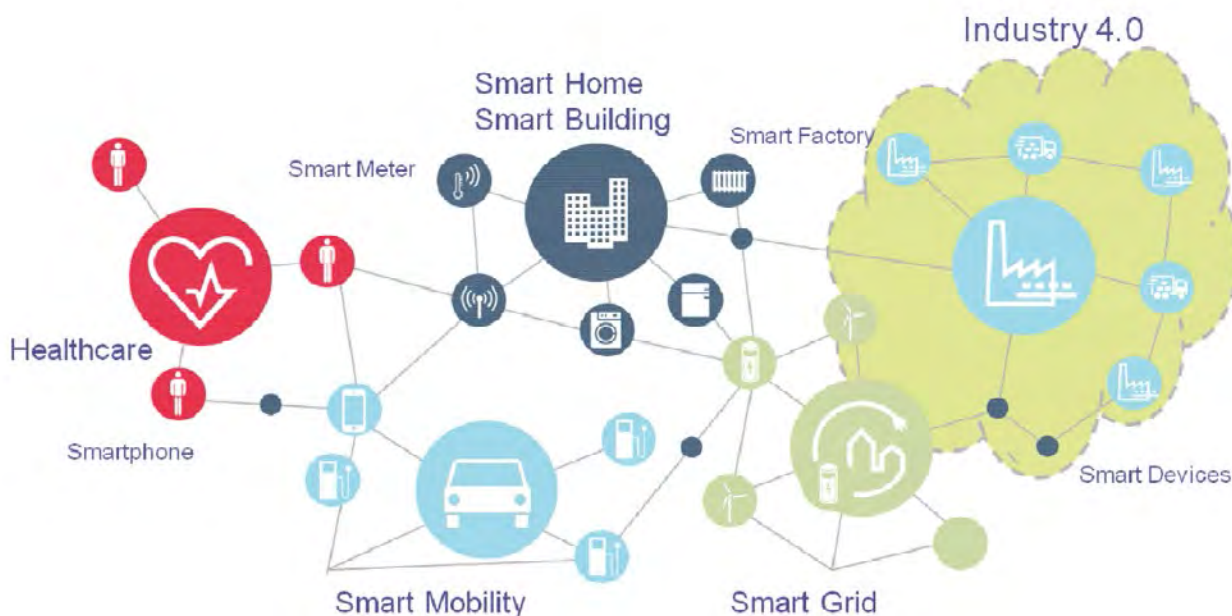 Industry 4.0
Smart Home
Smart Building
Smart Factory
Smart Meter
Healthcare
Smartphone
Smart Devices
Smart Mobility
Smart Grid